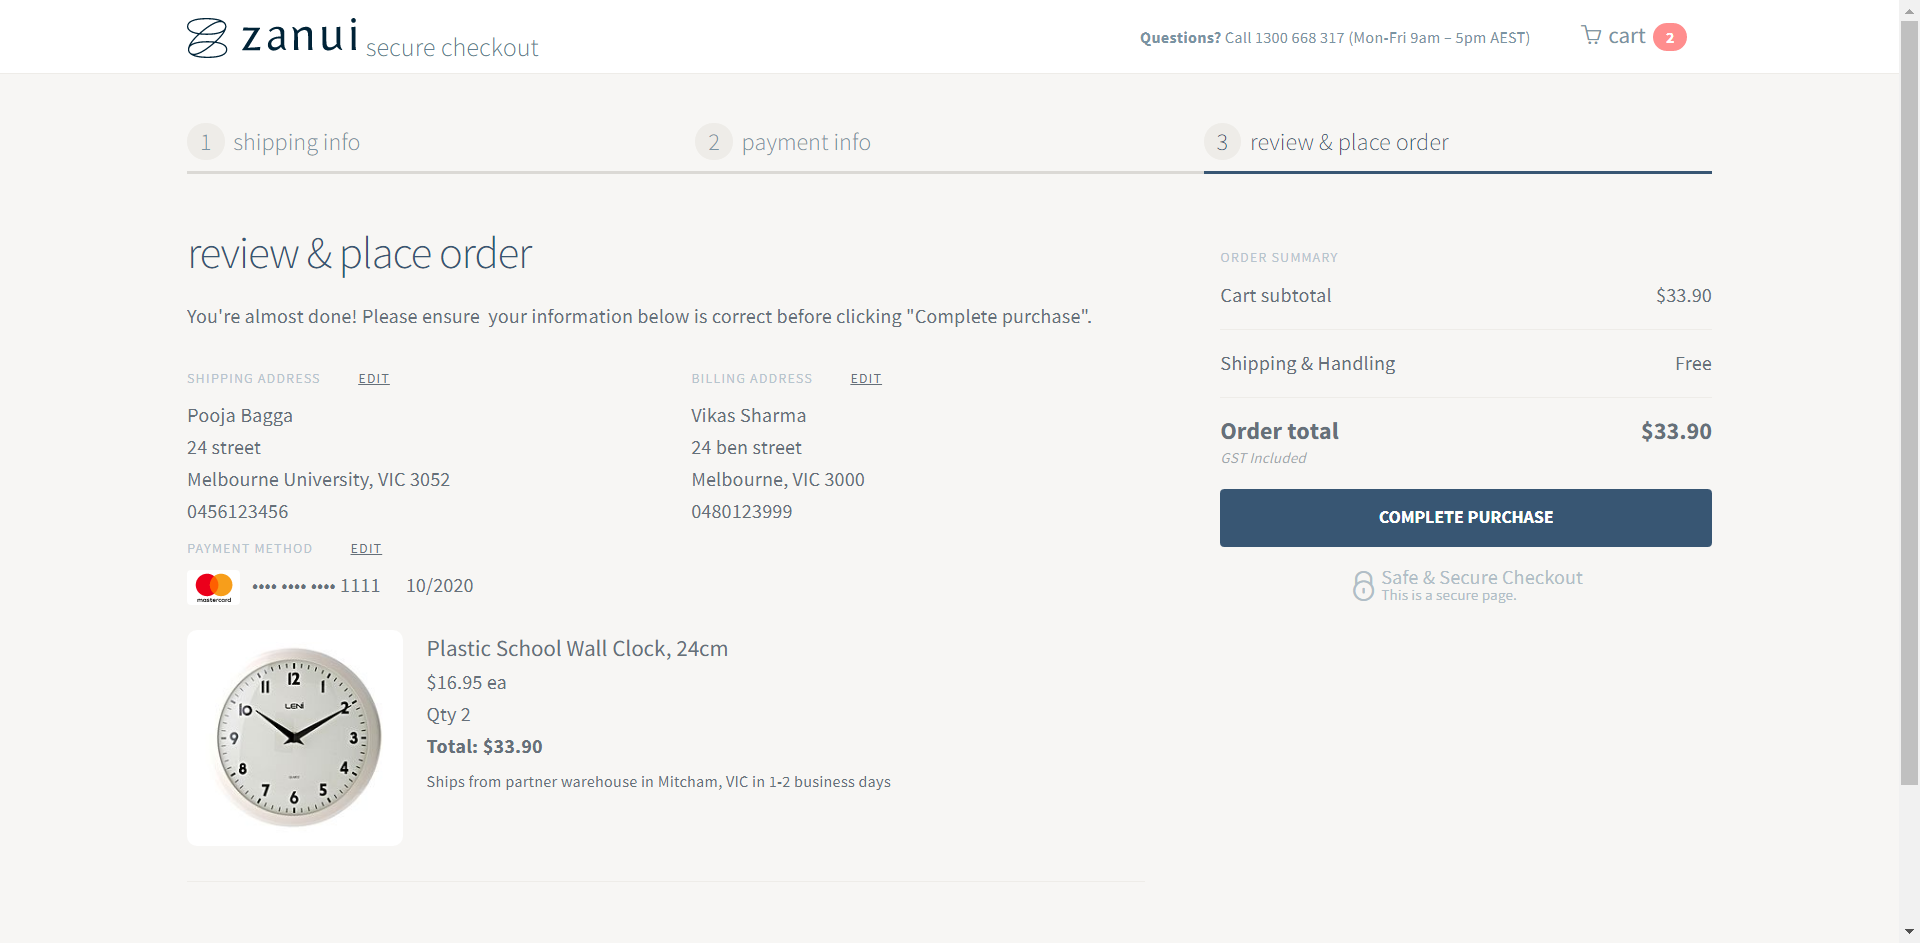 zanui secure checkout
Questions? Call 1300 668 317 (Mon-Fri 9am – 5pm AEST)
cart 2
1 shipping info
2 payment info
3 review & place order
review & place order
You're almost done! Please ensure your information below is correct before clicking "Complete purchase".
SHIPPING ADDRESS EDIT
Pooja Bagga
24 street
Melbourne University, VIC 3052
0456123456
BILLING ADDRESS EDIT
Vikas Sharma
24 ben street
Melbourne, VIC 3000
0480123999
PAYMENT METHOD EDIT
mastercard
•••• •••• •••• 1111 10/2020
12
1
2
3
4
5
6
7
8
9
10
11
LENI
Plastic School Wall Clock, 24cm
$16.95 ea
Qty 2
Total: $33.90
Ships from partner warehouse in Mitcham, VIC in 1-2 business days
ORDER SUMMARY
Cart subtotal $33.90
Shipping & Handling Free
Order total $33.90
GST Included
COMPLETE PURCHASE
Safe & Secure Checkout
This is a secure page.